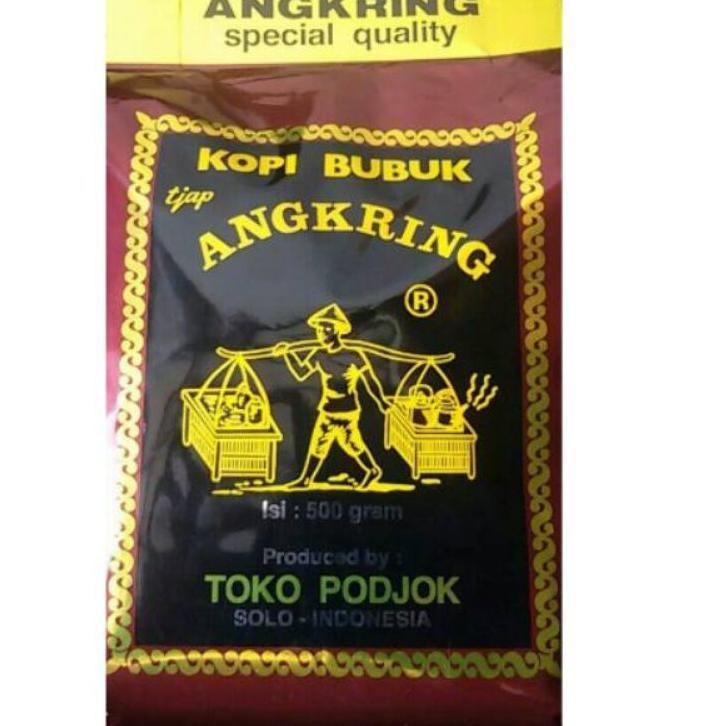 ANGKRING
special quality
KOPI BUBUK
tjap
ANGKRING
®
Isi : 500 gram
Produced by :
TOKO PODJOK
SOLO - INDONESIA